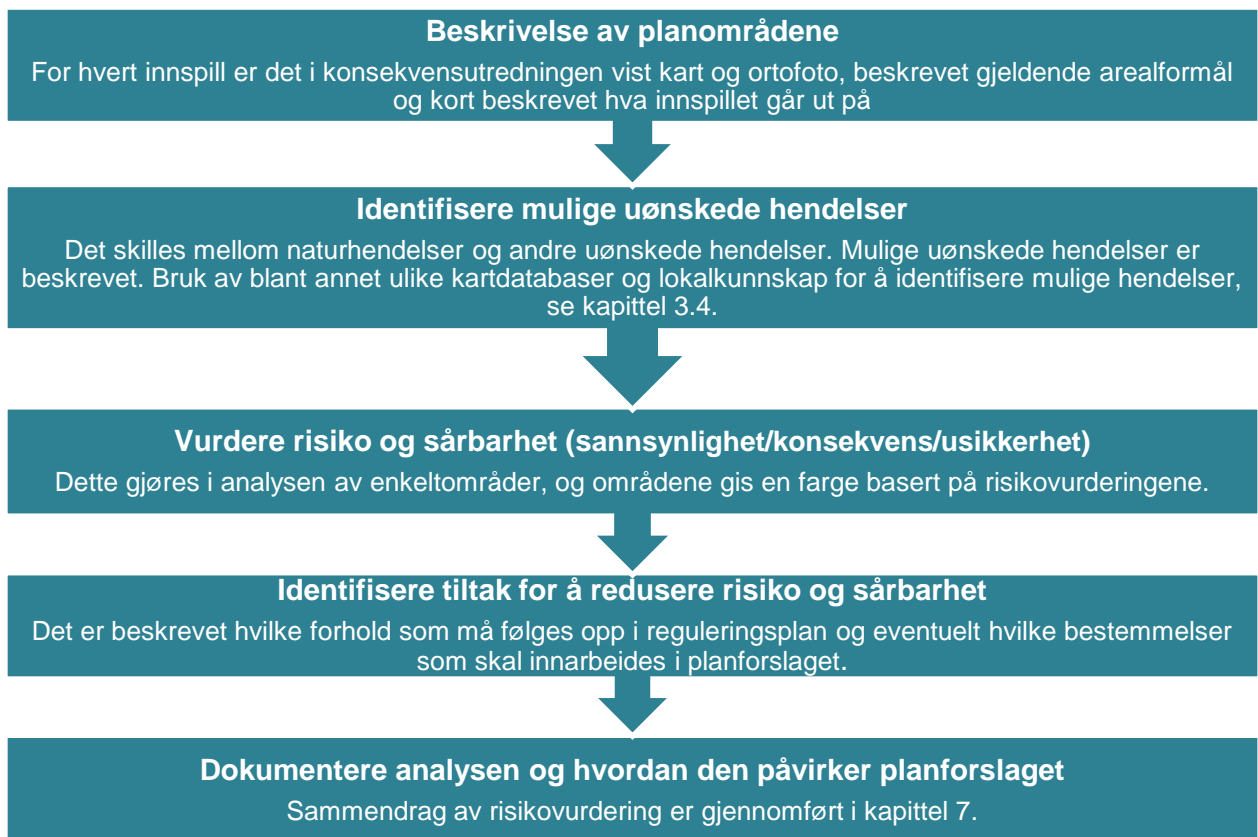 Beskrivelse av planområdene
For hvert innspill er det i konsekvensutredningen vist kart og ortofoto, beskrevet gjeldende arealformål
og kort beskrevet hva innspillet går ut på
Identifisere mulige uønskede hendelser
Det skilles mellom naturhendelser og andre uønskede hendelser. Mulige uønskede hendelser er
beskrevet. Bruk av blant annet ulike kartdatabaser og lokalkunnskap for å identifisere mulige hendelser,
se kapittel 3.4.
Vurdere risiko og sårbarhet (sannsynlighet/konsekvens/usikkerhet)
Dette gjøres i analysen av enkeltområder, og områdene gis en farge basert på risikovurderingene.
Identifisere tiltak for å redusere risiko og sårbarhet
Det er beskrevet hvilke forhold som må følges opp i reguleringsplan og eventuelt hvilke bestemmelser
som skal innarbeides i planforslaget.
Dokumentere analysen og hvordan den påvirker planforslaget
Sammendrag av risikovurdering er gjennomført i kapittel 7.